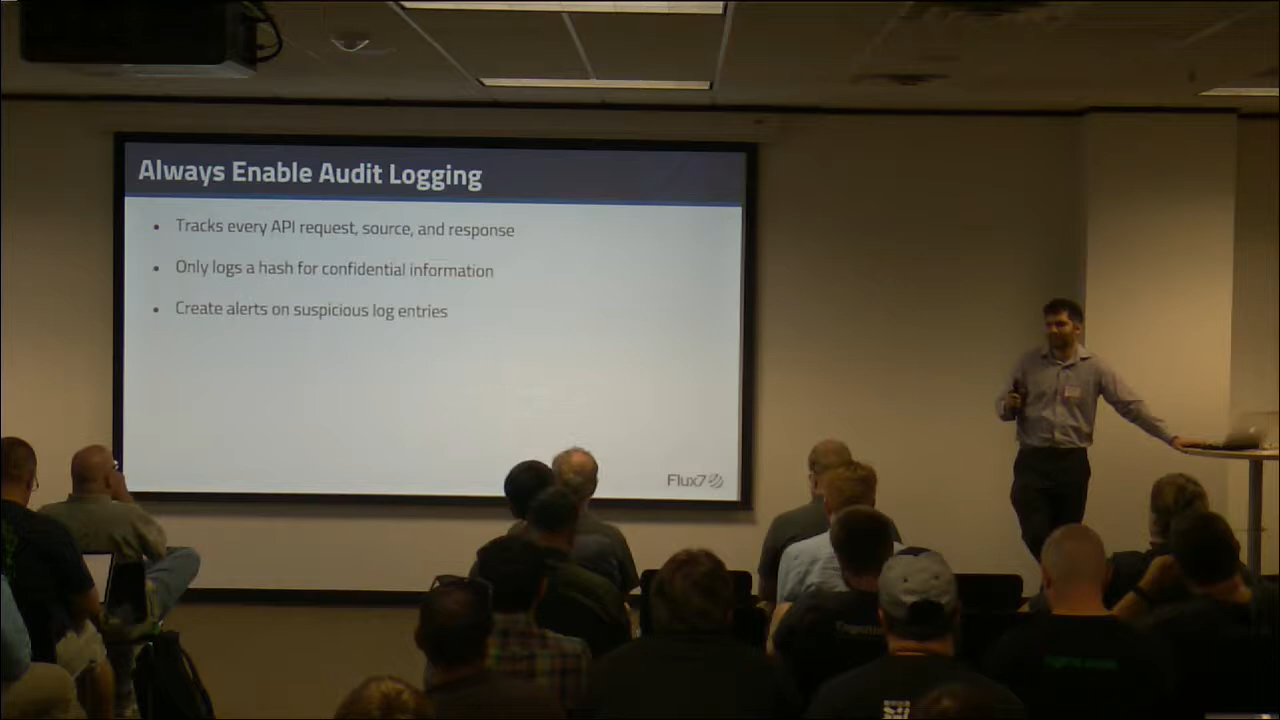 Always Enable Audit Logging
• Tracks every API request, source, and response
• Only logs a hash for confidential information
• Create alerts on suspicious log entries
Flux7